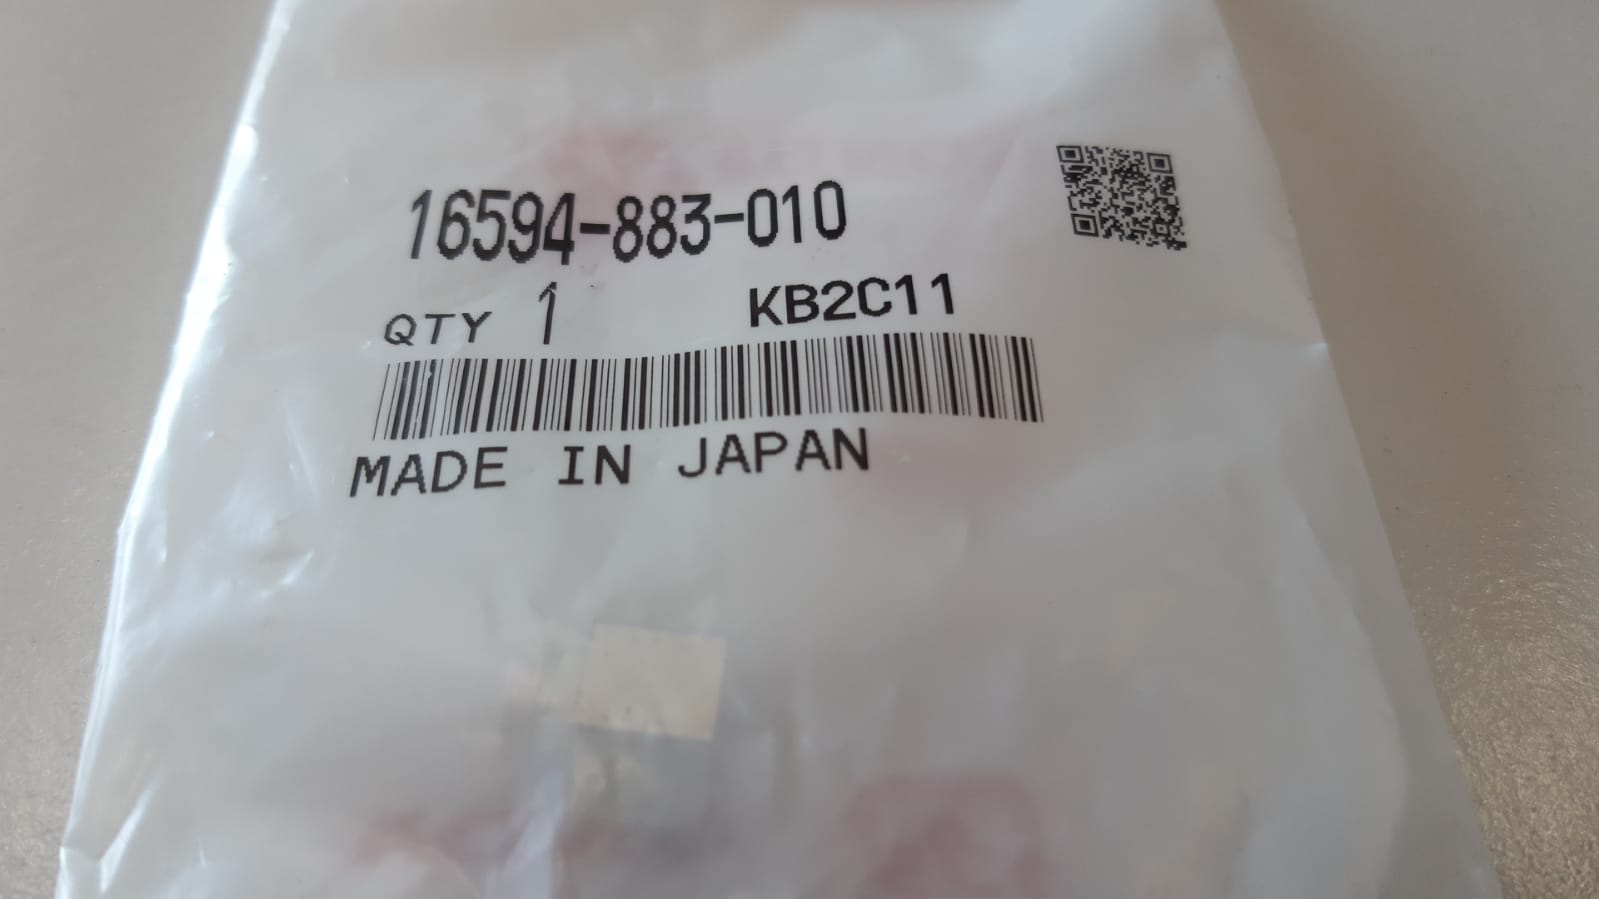 16594-883-010
QTY 1 KB2C11
MADE IN JAPAN